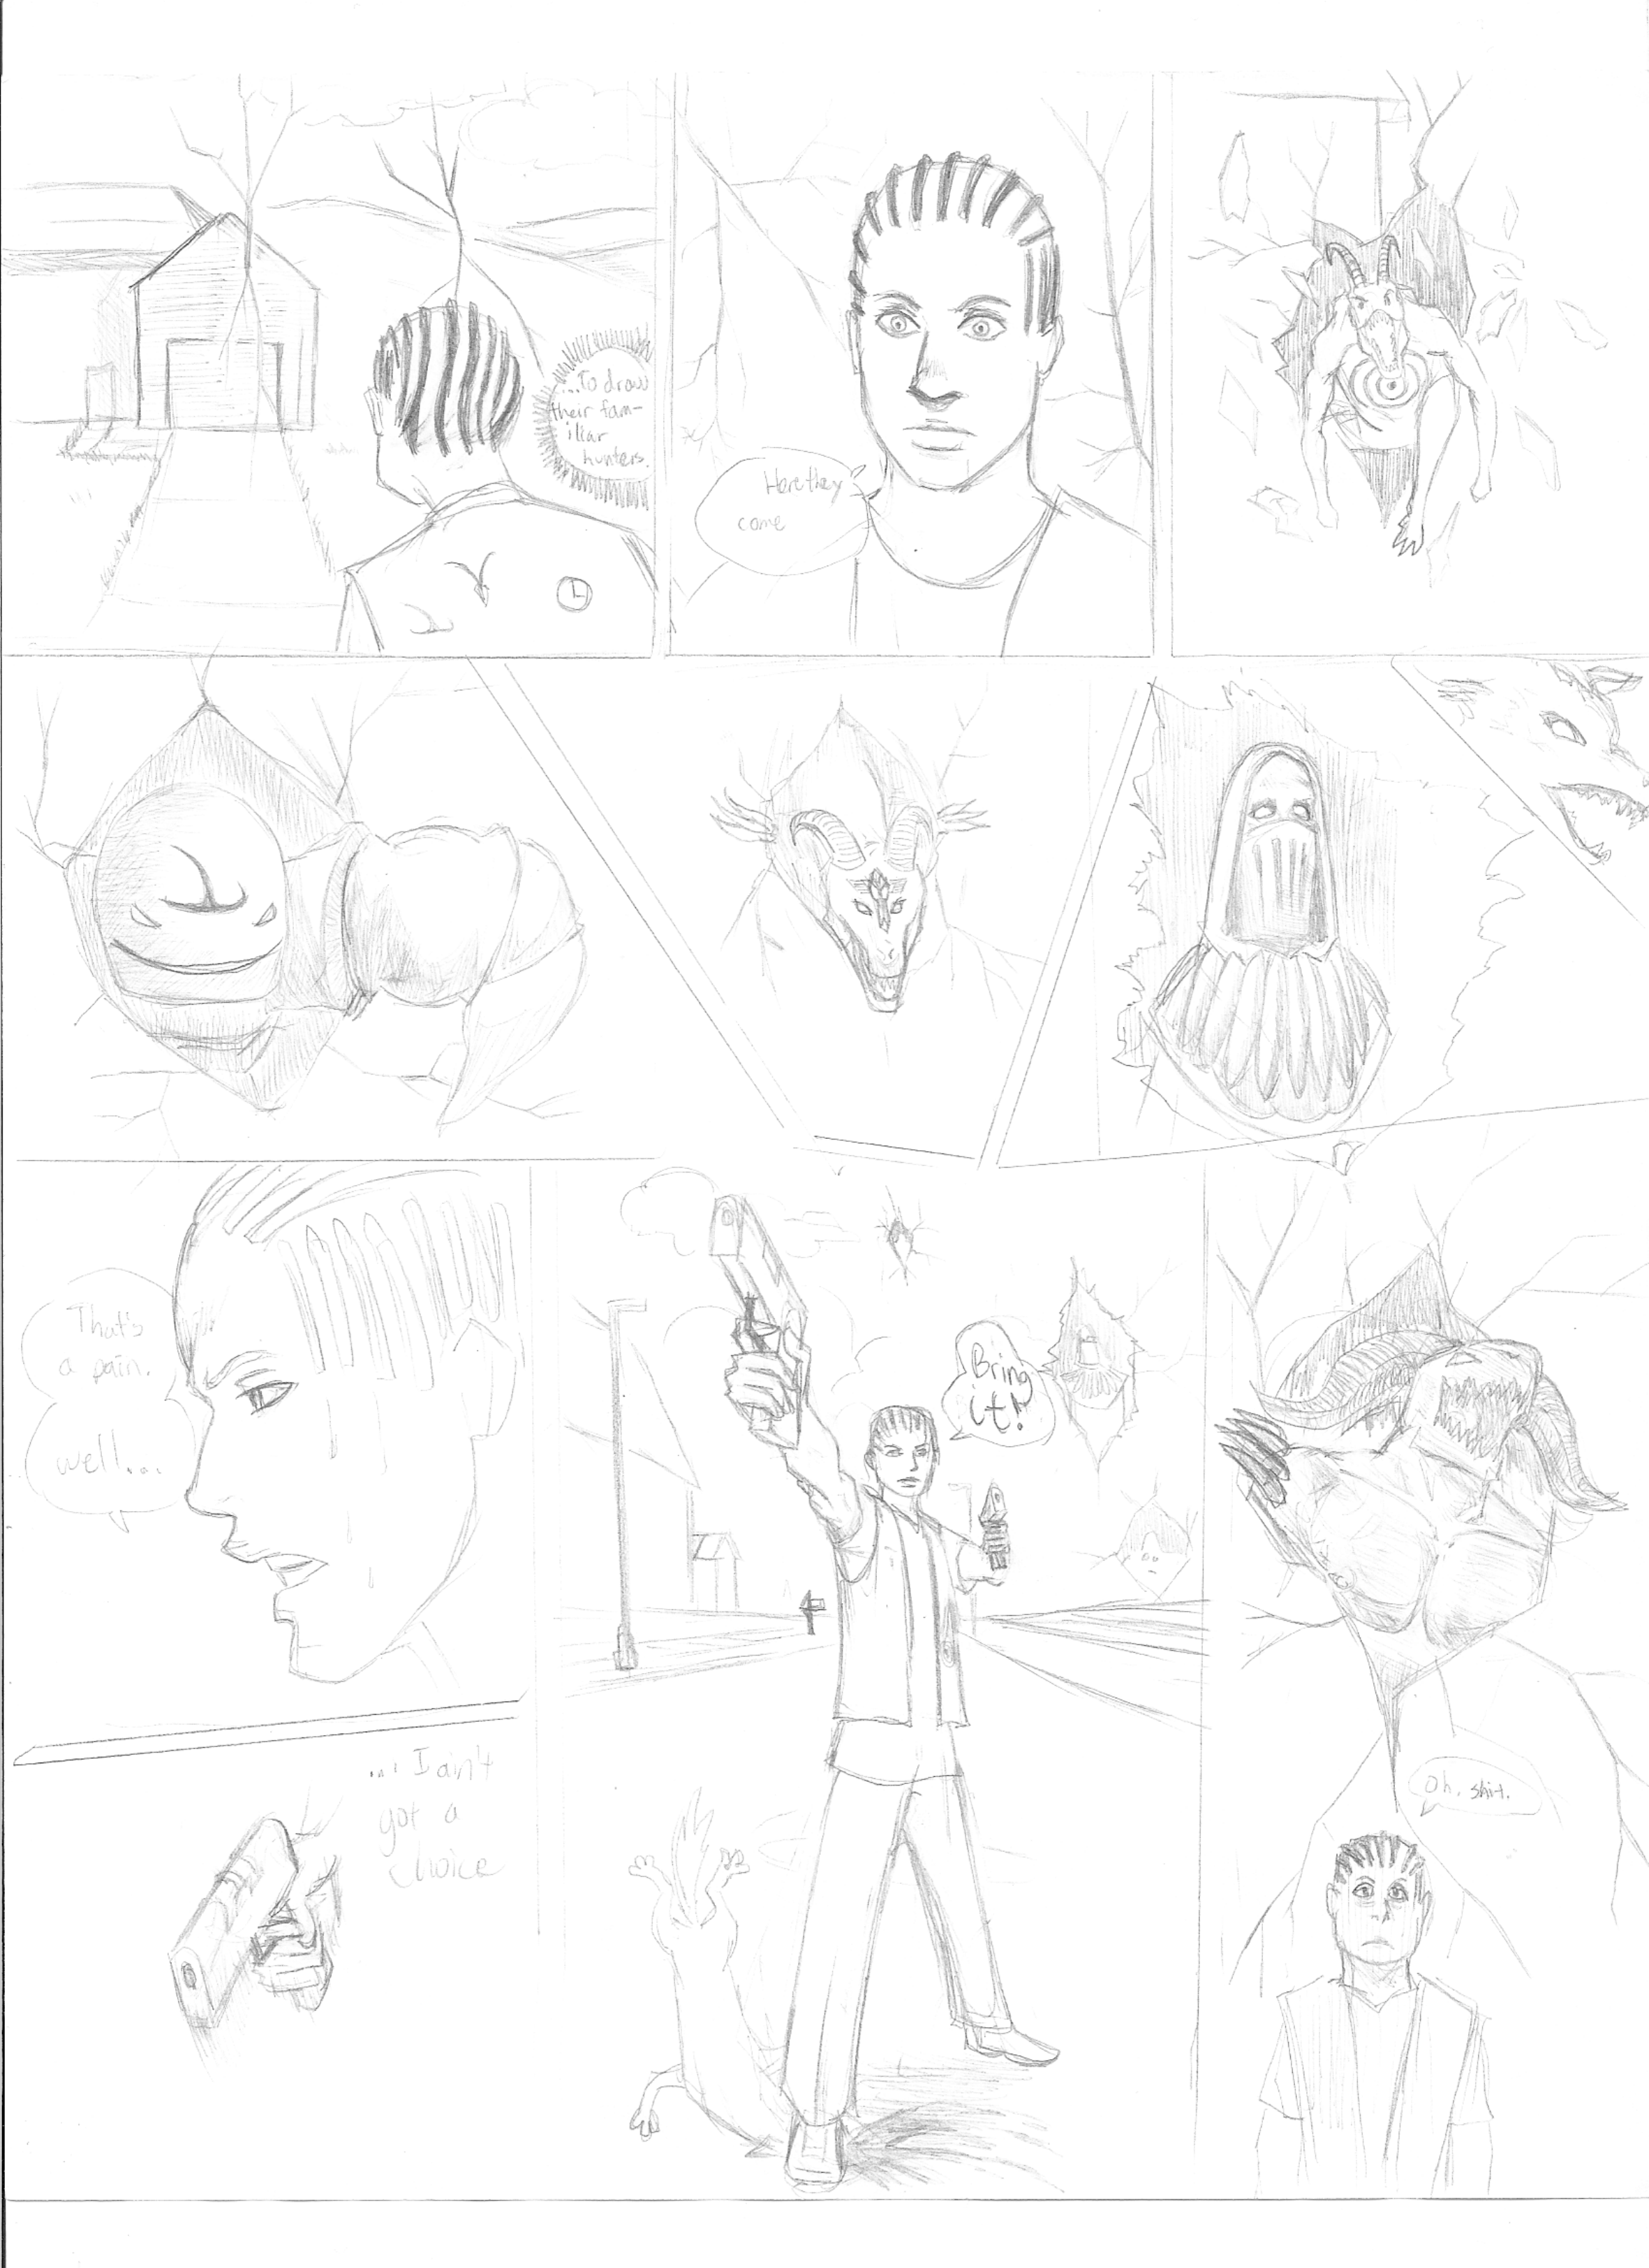 ...To draw
their fam-
iliar
hunters.
Here they
come
That's
a pain.
well...
... I ain't
got a
choice
Bring
it!
Oh, shit.